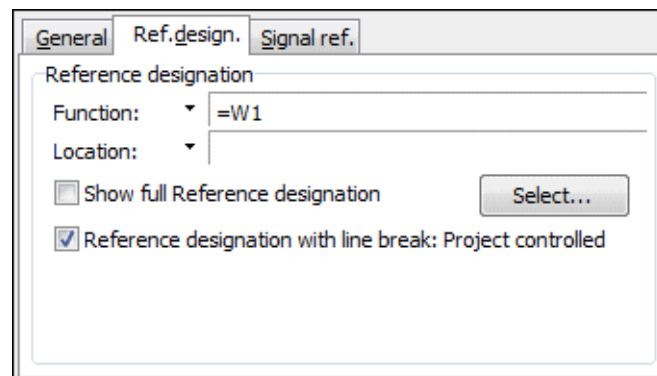 General Ref.design. Signal ref.
Reference designation
Function: =W1
Location:
Show full Reference designation Select...
Reference designation with line break: Project controlled